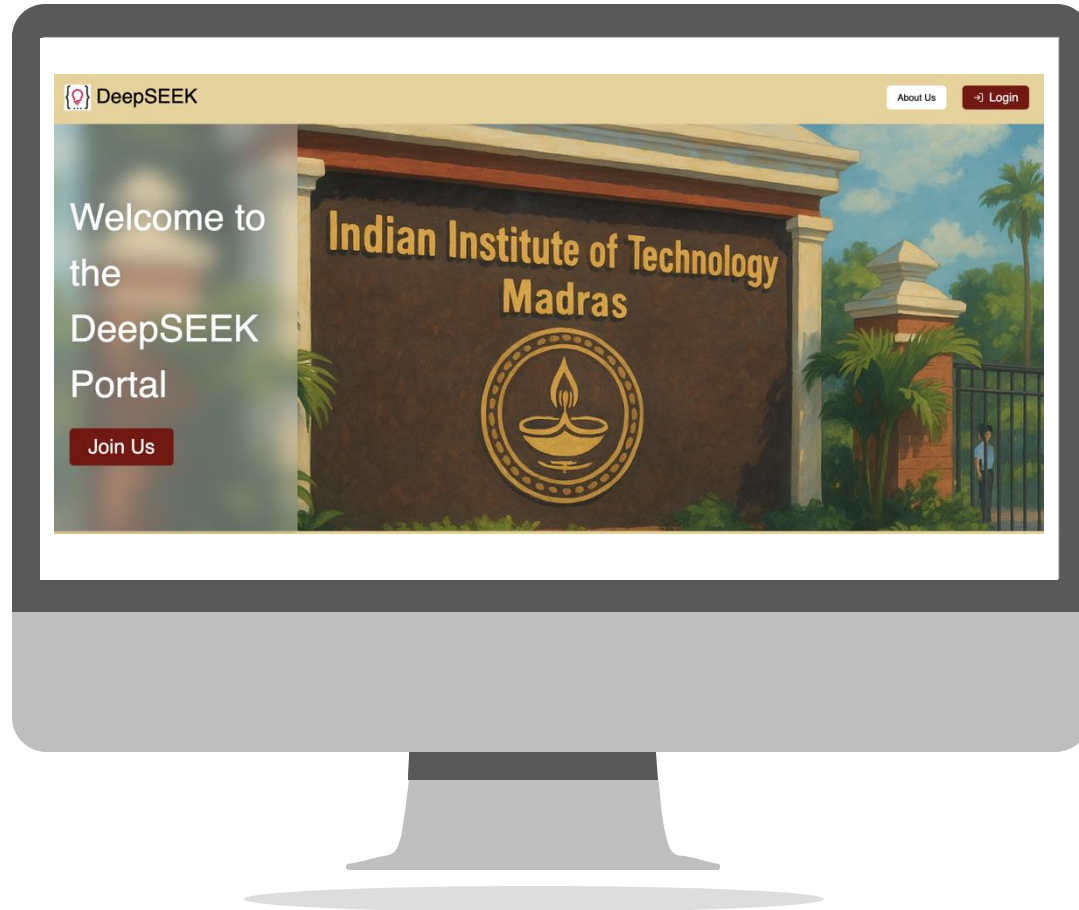 DeepSEEK
About Us
Login
Welcome to
the
DeepSEEK
Portal
Join Us
Indian Institute of Technology
Madras